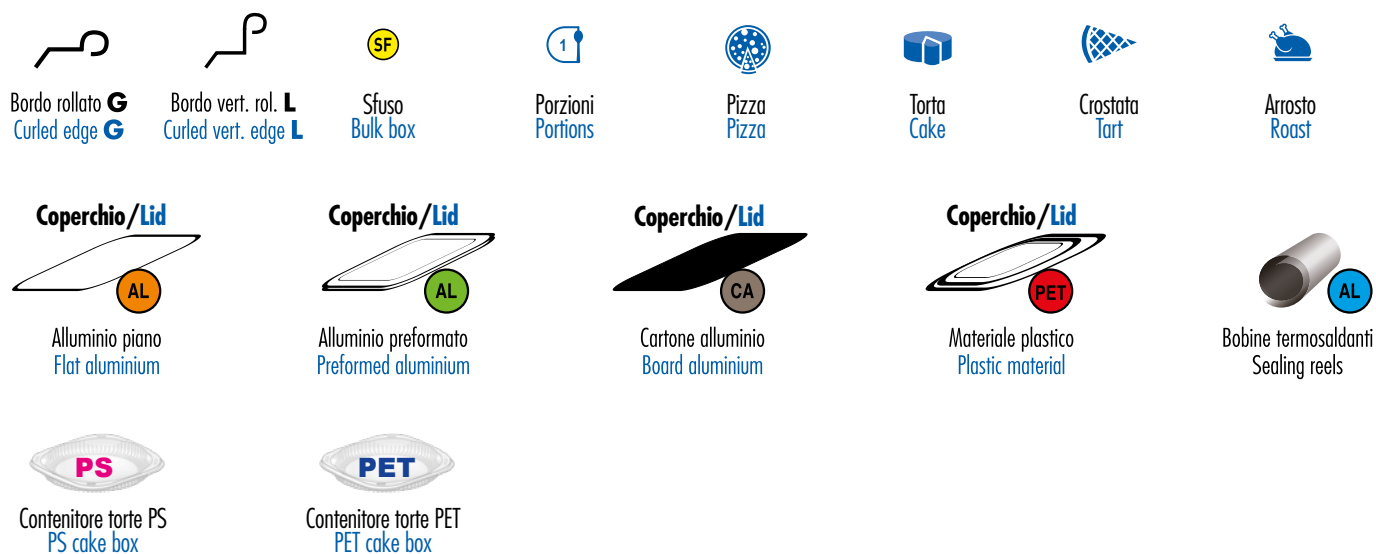 SF
1
Bordo rollato G
Curled edge G
Bordo vert. rol. L
Curled vert. edge L
Sfuso
Bulk box
Porzioni
Portions
Pizza
Pizza
Torta
Cake
Crostata
Tart
Arrosto
Roast
Coperchio/Lid
AL
Alluminio piano
Flat aluminium
Coperchio/Lid
AL
Alluminio preformato
Preformed aluminium
Coperchio/Lid
CA
Cartone alluminio
Board aluminium
Coperchio/Lid
PET
Materiale plastico
Plastic material
AL
Bobine termosaldanti
Sealing reels
PS
Contenitore torte PS
PS cake box
PET
Contenitore torte PET
PET cake box